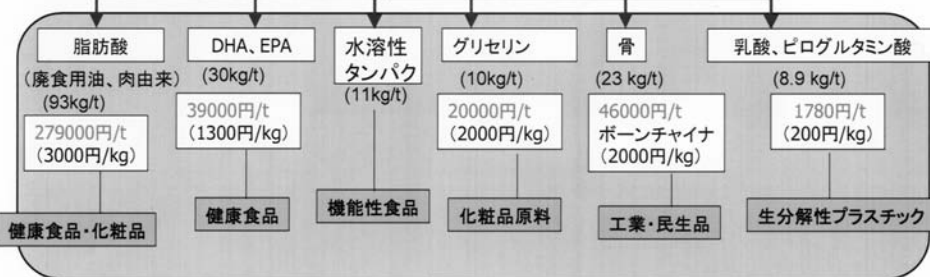 脂肪酸
(廃食用油、肉由来)
(93kg/t)
279000円/t
(3000円/kg)
健康食品・化粧品
DHA、EPA
(30kg/t)
39000円/t
(1300円/kg)
健康食品
水溶性
タンパク
(11kg/t)
機能性食品
グリセリン
(10kg/t)
20000円/t
(2000円/kg)
化粧品原料
骨
(23 kg/t)
46000円/t
ボーンチャイナ
(2000円/kg)
工業・民生品
乳酸、ピログルタミン酸
(8.9 kg/t)
1780円/t
(200円/kg)
生分解性プラスチック